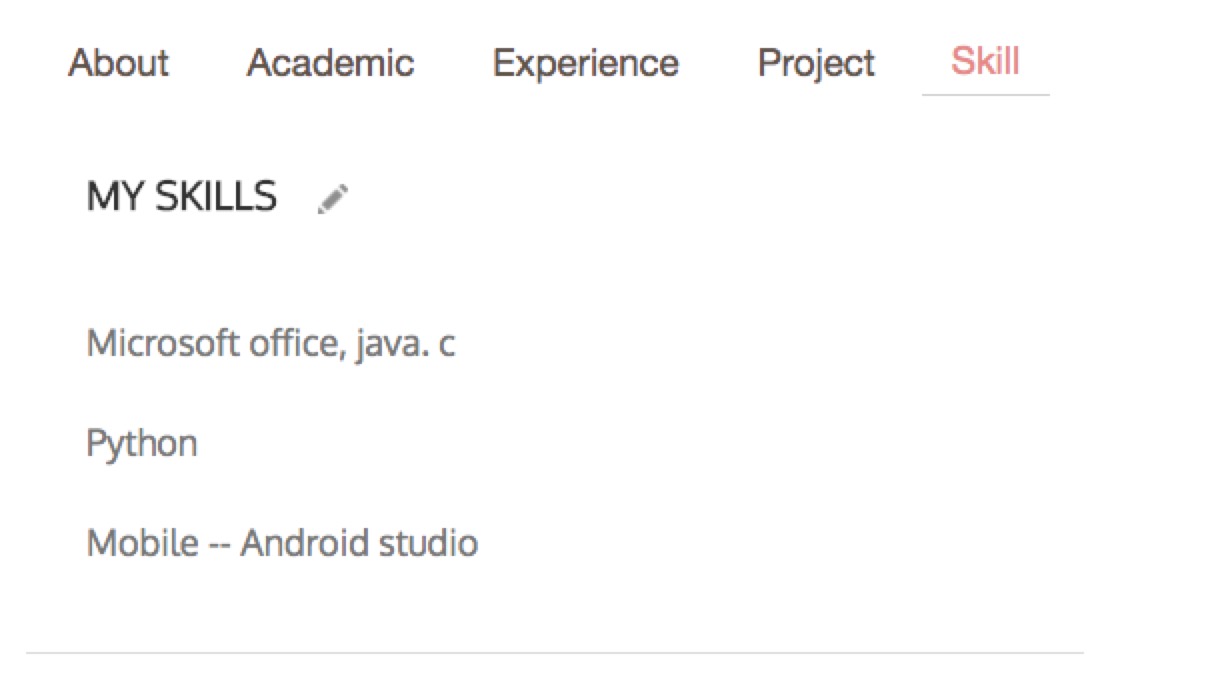 About Academic Experience Project Skill
MY SKILLS
Microsoft office, java. c
Python
Mobile -- Android studio